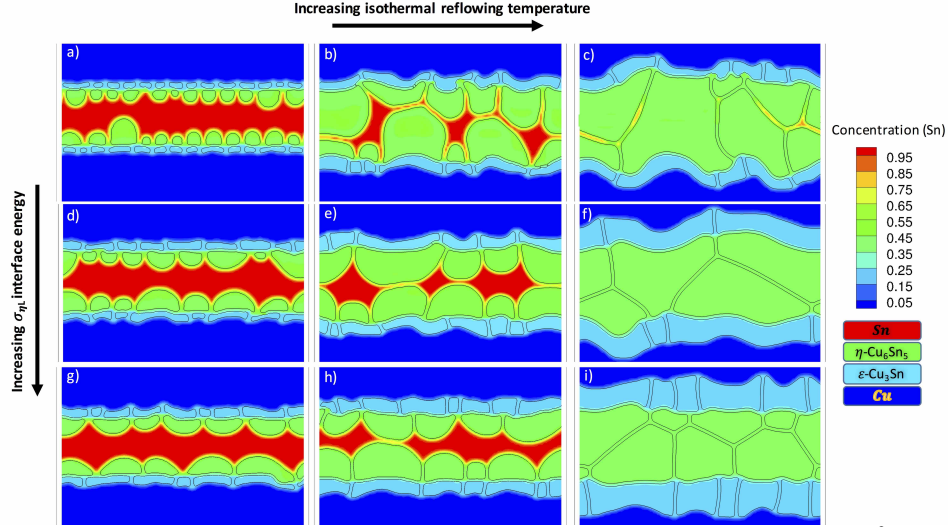 Increasing isothermal reflowing temperature
Increasing σηL interface energy
a)
b)
c)
d)
e)
f)
g)
h)
i)
Concentration (Sn)
0.95
0.85
0.75
0.65
0.55
0.45
0.35
0.25
0.15
0.05
Sn
η-Cu₆Sn₅
ε-Cu₃Sn
Cu